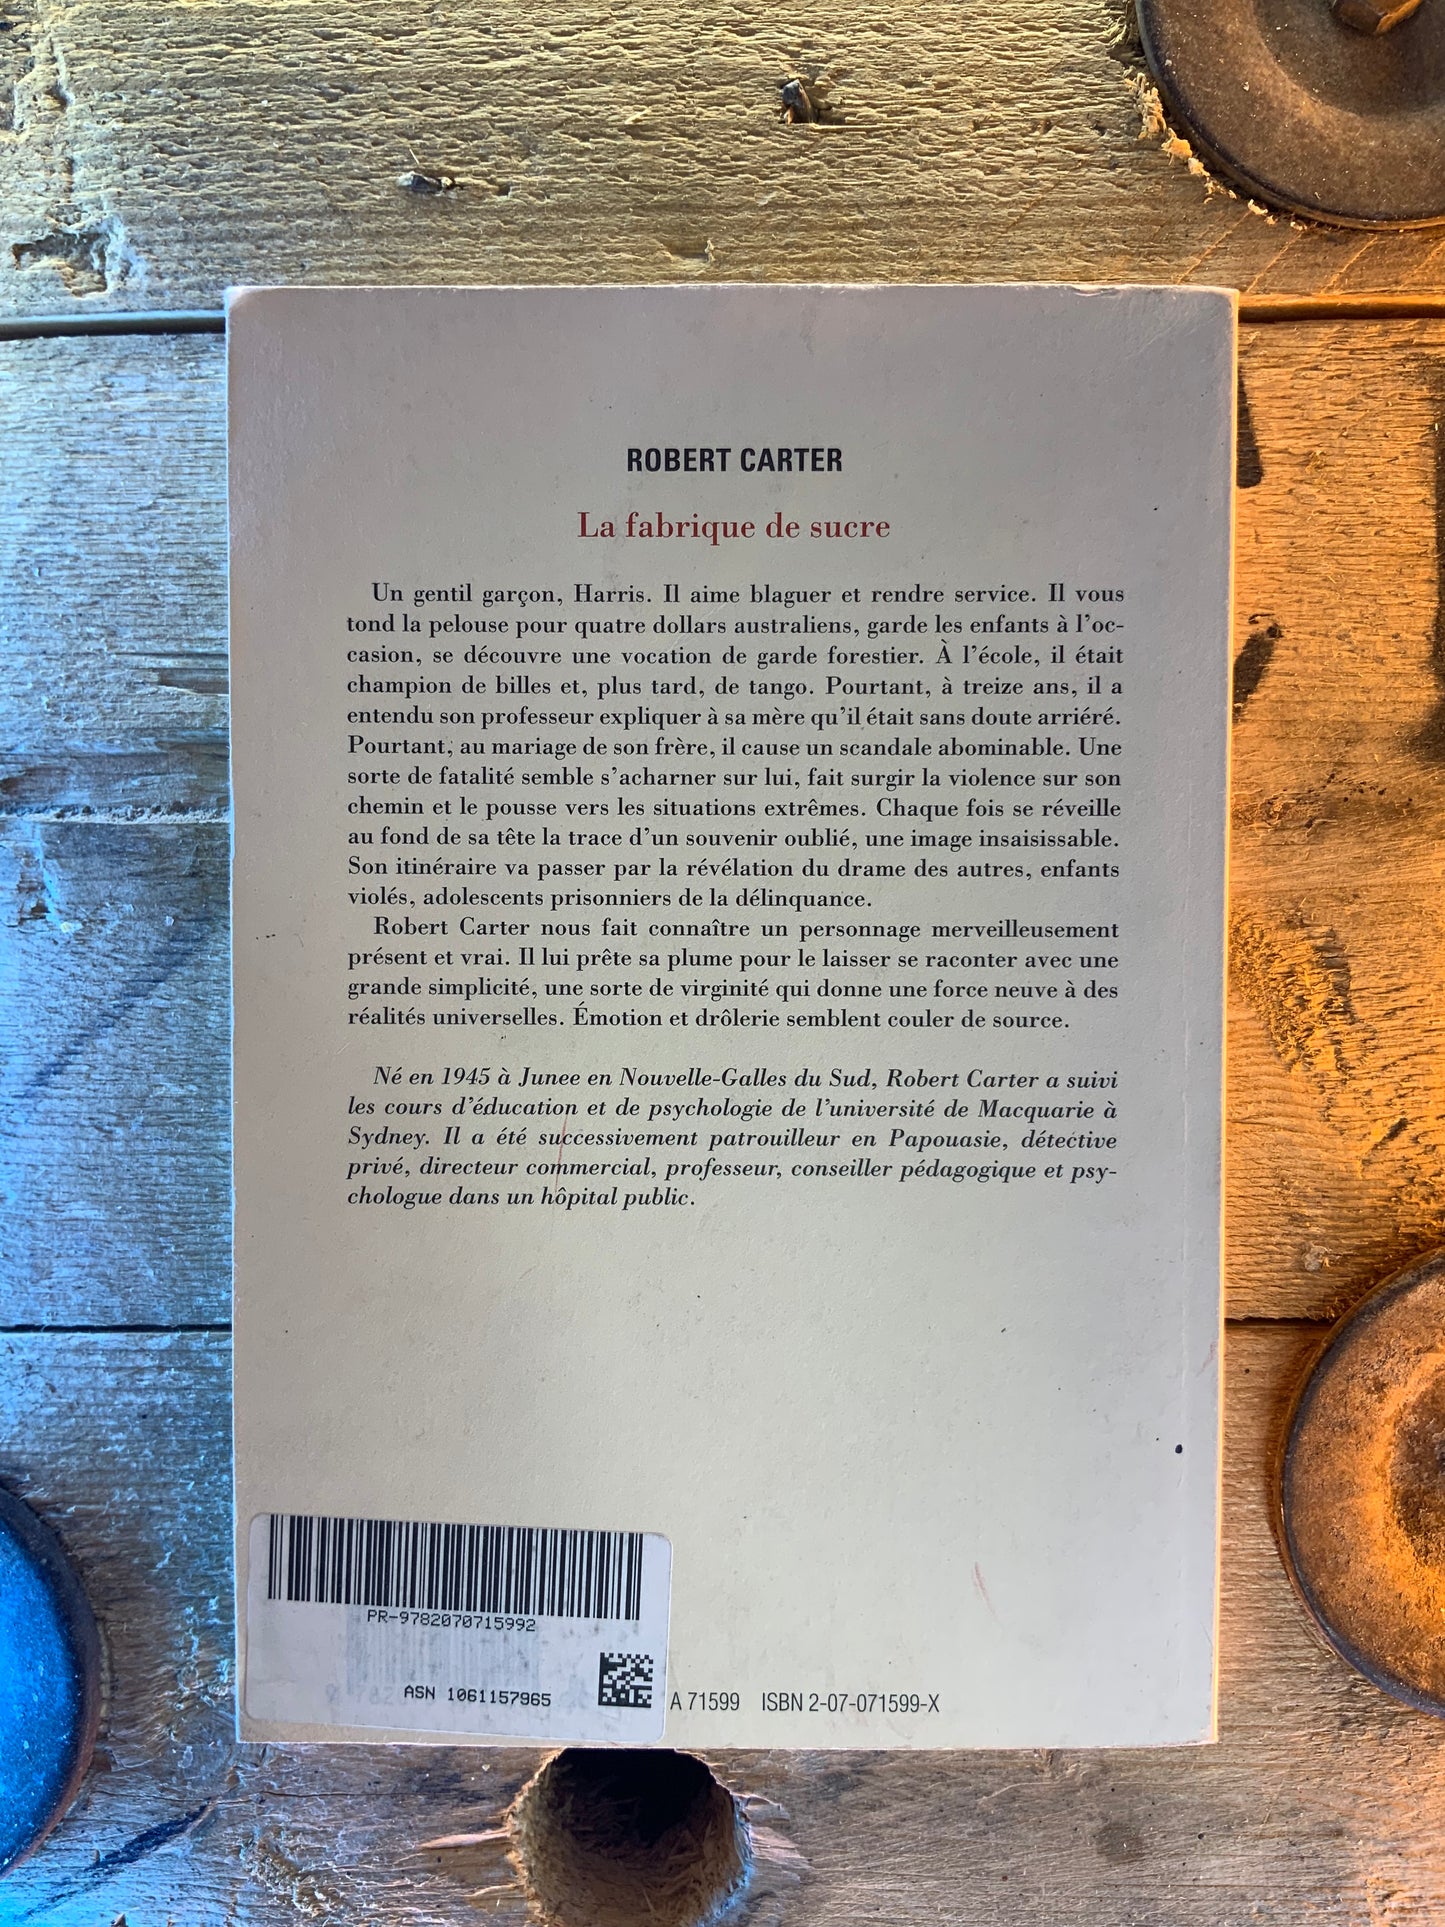 ROBERT CARTER
La fabrique de sucre
Un gentil garçon, Harris. Il aime blaguer et rendre service. Il vous
tond la pelouse pour quatre dollars australiens, garde les enfants à l'oc-
casion, se découvre une vocation de garde forestier. À l'école, il était
champion de billes et, plus tard, de tango. Pourtant, à treize ans, il a
entendu son professeur expliquer à sa mère qu'il était sans doute arriéré.
Pourtant, au mariage de son frère, il cause un scandale abominable. Une
sorte de fatalité semble s'acharner sur lui, fait surgir la violence sur son
chemin et le pousse vers les situations extrêmes. Chaque fois se réveille
au fond de sa tête la trace d'un souvenir oublié, une image insaisissable.
Son itinéraire va passer par la révélation du drame des autres, enfants
violés, adolescents prisonniers de la délinquance.
Robert Carter nous fait connaître un personnage merveilleusement
présent et vrai. Il lui prête sa plume pour le laisser se raconter avec une
grande simplicité, une sorte de virginité qui donne une force neuve à des
réalités universelles. Émotion et drôlerie semblent couler de source.
Né en 1945 à Junee en Nouvelle-Galles du Sud, Robert Carter a suivi
les cours d'éducation et de psychologie de l'université de Macquarie à
Sydney. Il a été successivement patrouilleur en Papouasie, détective
privé, directeur commercial, professeur, conseiller pédagogique et psy-
chologue dans un hôpital public.
PR-9782070715992
ASN 1061157965
A 71599 ISBN 2-07-071599-X